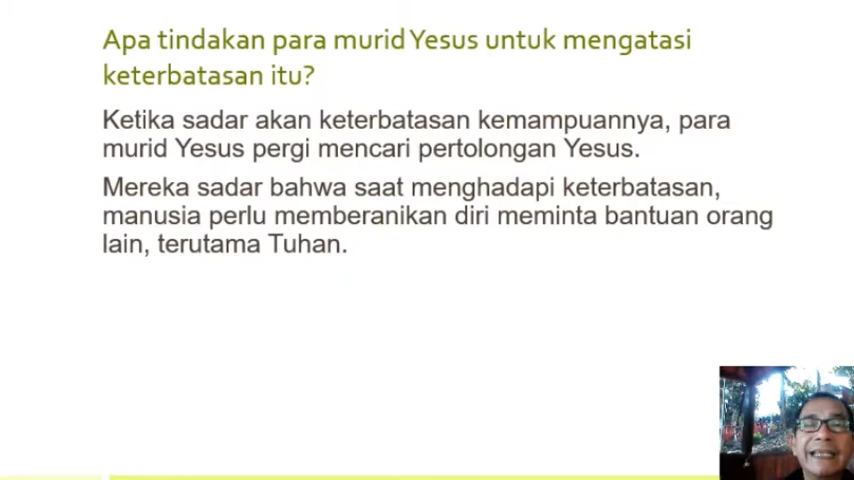 Apa tindakan para murid Yesus untuk mengatasi
keterbatasan itu?
Ketika sadar akan keterbatasan kemampuannya, para
murid Yesus pergi mencari pertolongan Yesus.
Mereka sadar bahwa saat menghadapi keterbatasan,
manusia perlu memberanikan diri meminta bantuan orang
lain, terutama Tuhan.